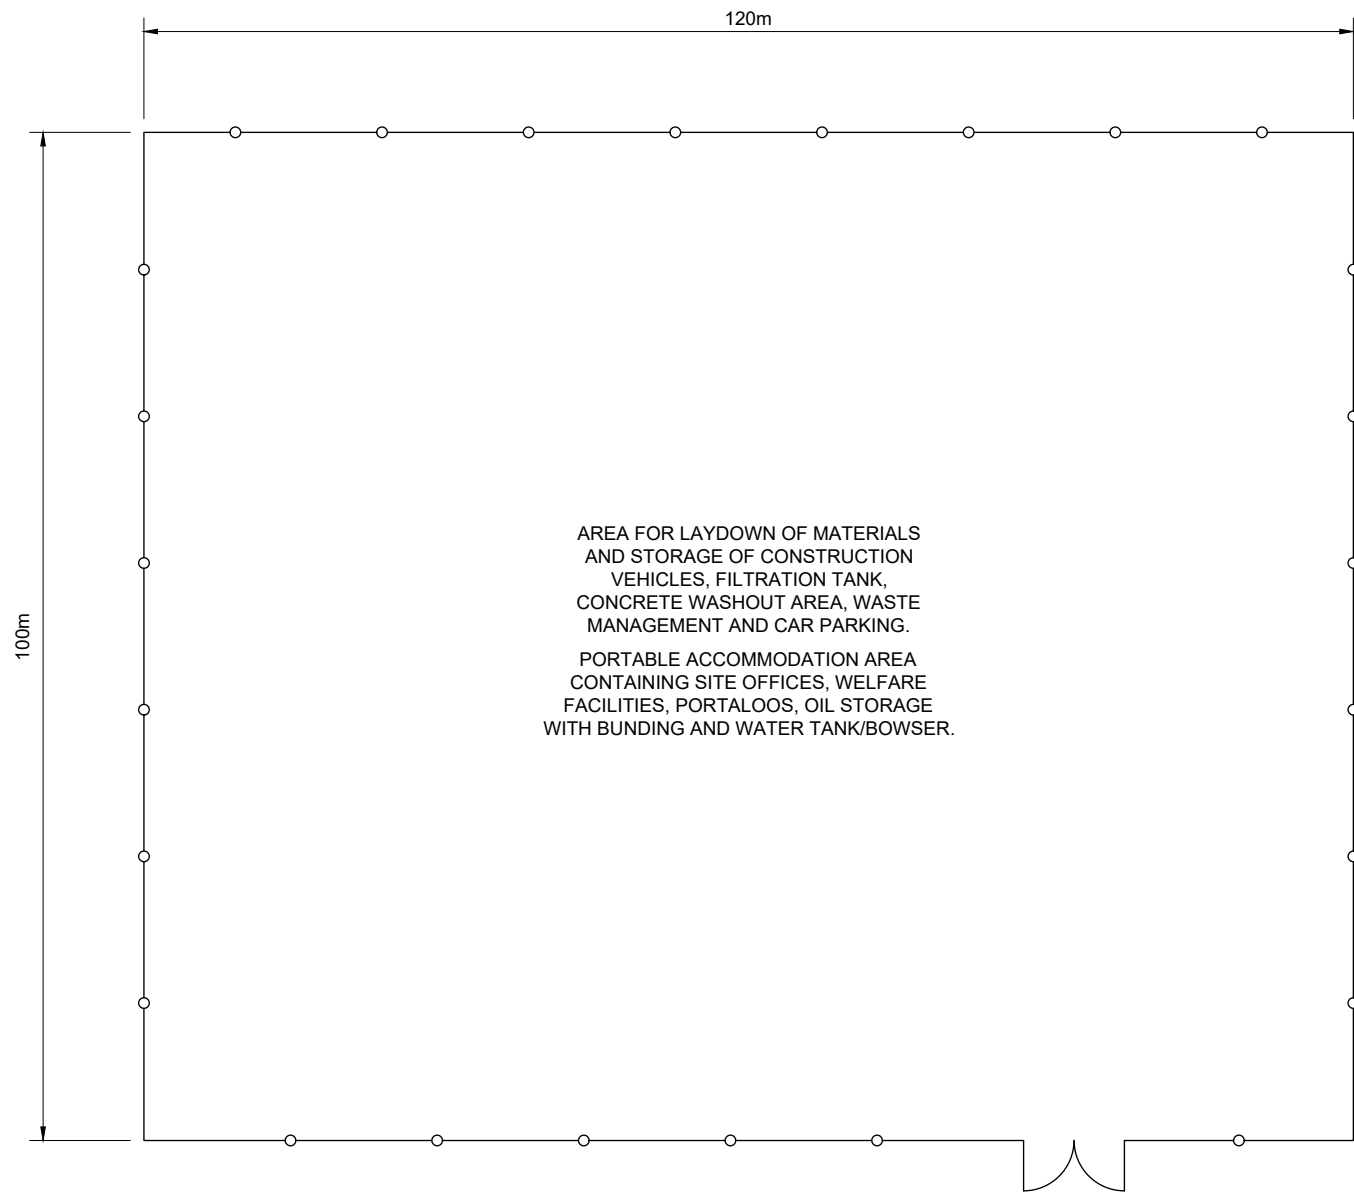 120m
100m
AREA FOR LAYDOWN OF MATERIALS
AND STORAGE OF CONSTRUCTION
VEHICLES, FILTRATION TANK,
CONCRETE WASHOUT AREA, WASTE
MANAGEMENT AND CAR PARKING.
PORTABLE ACCOMMODATION AREA
CONTAINING SITE OFFICES, WELFARE
FACILITIES, PORTALOOS, OIL STORAGE
WITH BUNDING AND WATER TANK/BOWSER.